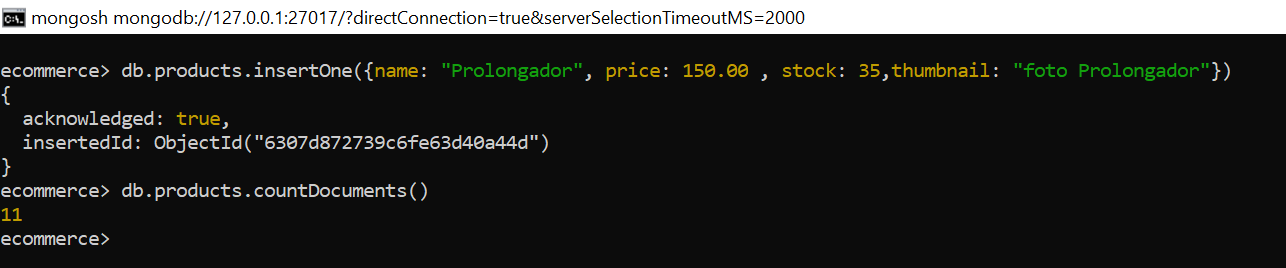 mongosh mongodb://127.0.0.1:27017/?directConnection=true&serverSelectionTimeoutMS=2000
ecommerce> db.products.insertOne({name: "Prolongador", price: 150.00 , stock: 35,thumbnail: "foto Prolongador"})
{
  acknowledged: true,
  insertedId: ObjectId("6307d872739c6fe63d40a44d")
}
ecommerce> db.products.countDocuments()
11
ecommerce>